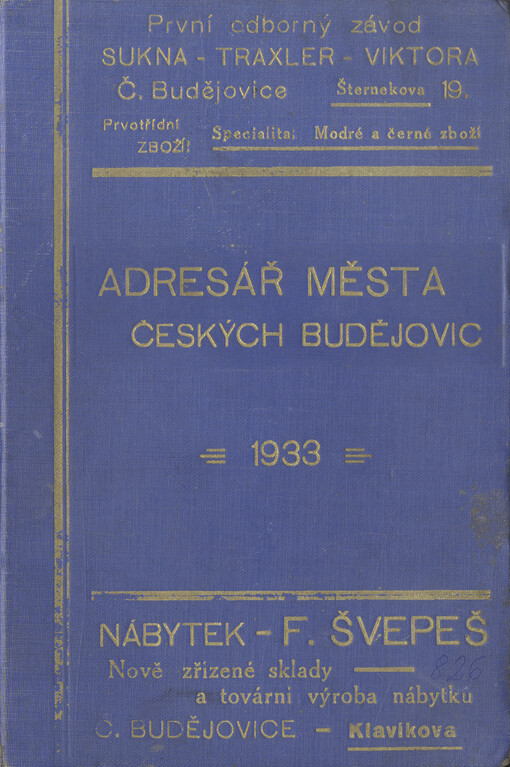 První odborný závod
SUKNA - TRAXLER - VIKTORA
Č. Budějovice Šternekova 19.
Prvotřídní ZBOŽÍ! Specialita: Modré a černé zboží
ADRESÁŘ MĚSTA
ČESKÝCH BUDĚJOVIC
1933
NÁBYTEK - F. ŠVEPEŠ
Nově zřízené sklady
826
a tovární výroba nábytku
Č. BUDĚJOVICE - Klavíkova